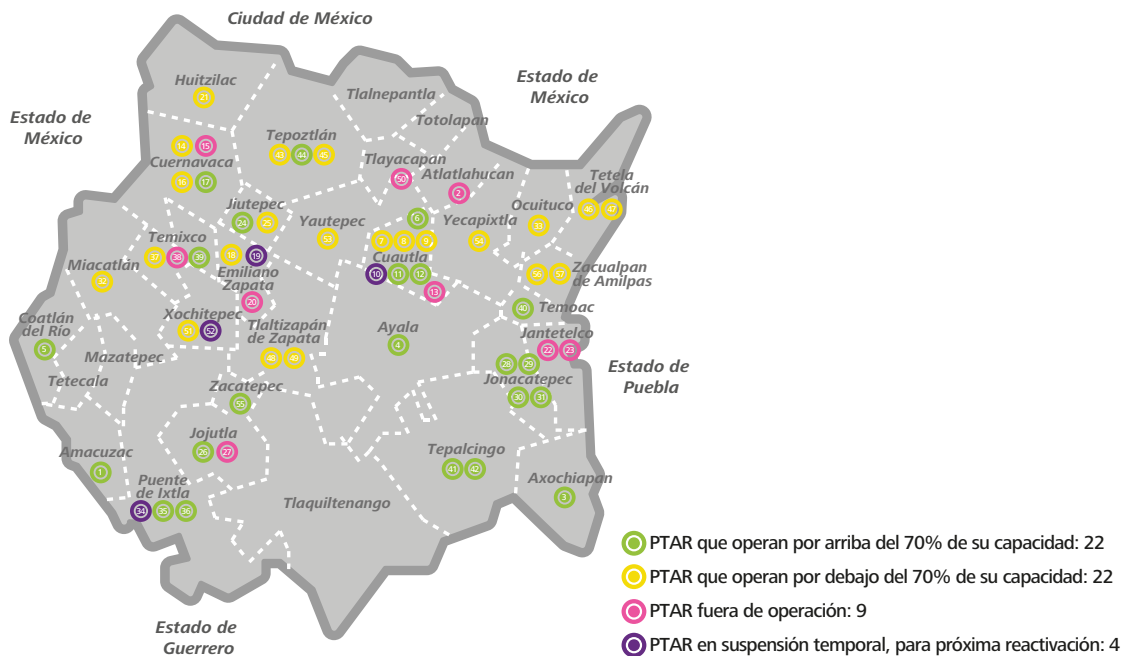 Ciudad de México
Estado de
México
Estado de
México
Huitzilac
21
Tlalnepantla
Totolapan
Tepoztlán
43 44 45
14 15
Cuernavaca
16 17
Tlayacapan
50
Atlatlahucan
2
Tetela
del Volcán
46 47
Ocuituco
33
Jiutepec
24 25
Yautepec
53
6
7 8 9
Cuautla
10 11 12
13
Yecapixtla
54
Temixco
37 38 39
18 19
Emiliano
Zapata
20
Miacatlán
32
56 57
Zacualpan
de Amilpas
40
Temoac
Coatlán
del Río
5
Xochitepec
51 52
Tlaltizapán
de Zapata
48 49
Ayala
4
Jantetelco
22 23
28 29
Jonacatepec
30 31
Estado de
Puebla
Mazatepec
Tetecala
Zacatepec
55
Jojutla
26 27
Amacuzac
1
Puente
de Ixtla
34 35 36
Tepalcingo
41 42
Axochiapan
3
Tlaquiltenango
Estado de
Guerrero
PTAR que operan por arriba del 70% de su capacidad: 22
PTAR que operan por debajo del 70% de su capacidad: 22
PTAR fuera de operación: 9
PTAR en suspensión temporal, para próxima reactivación: 4